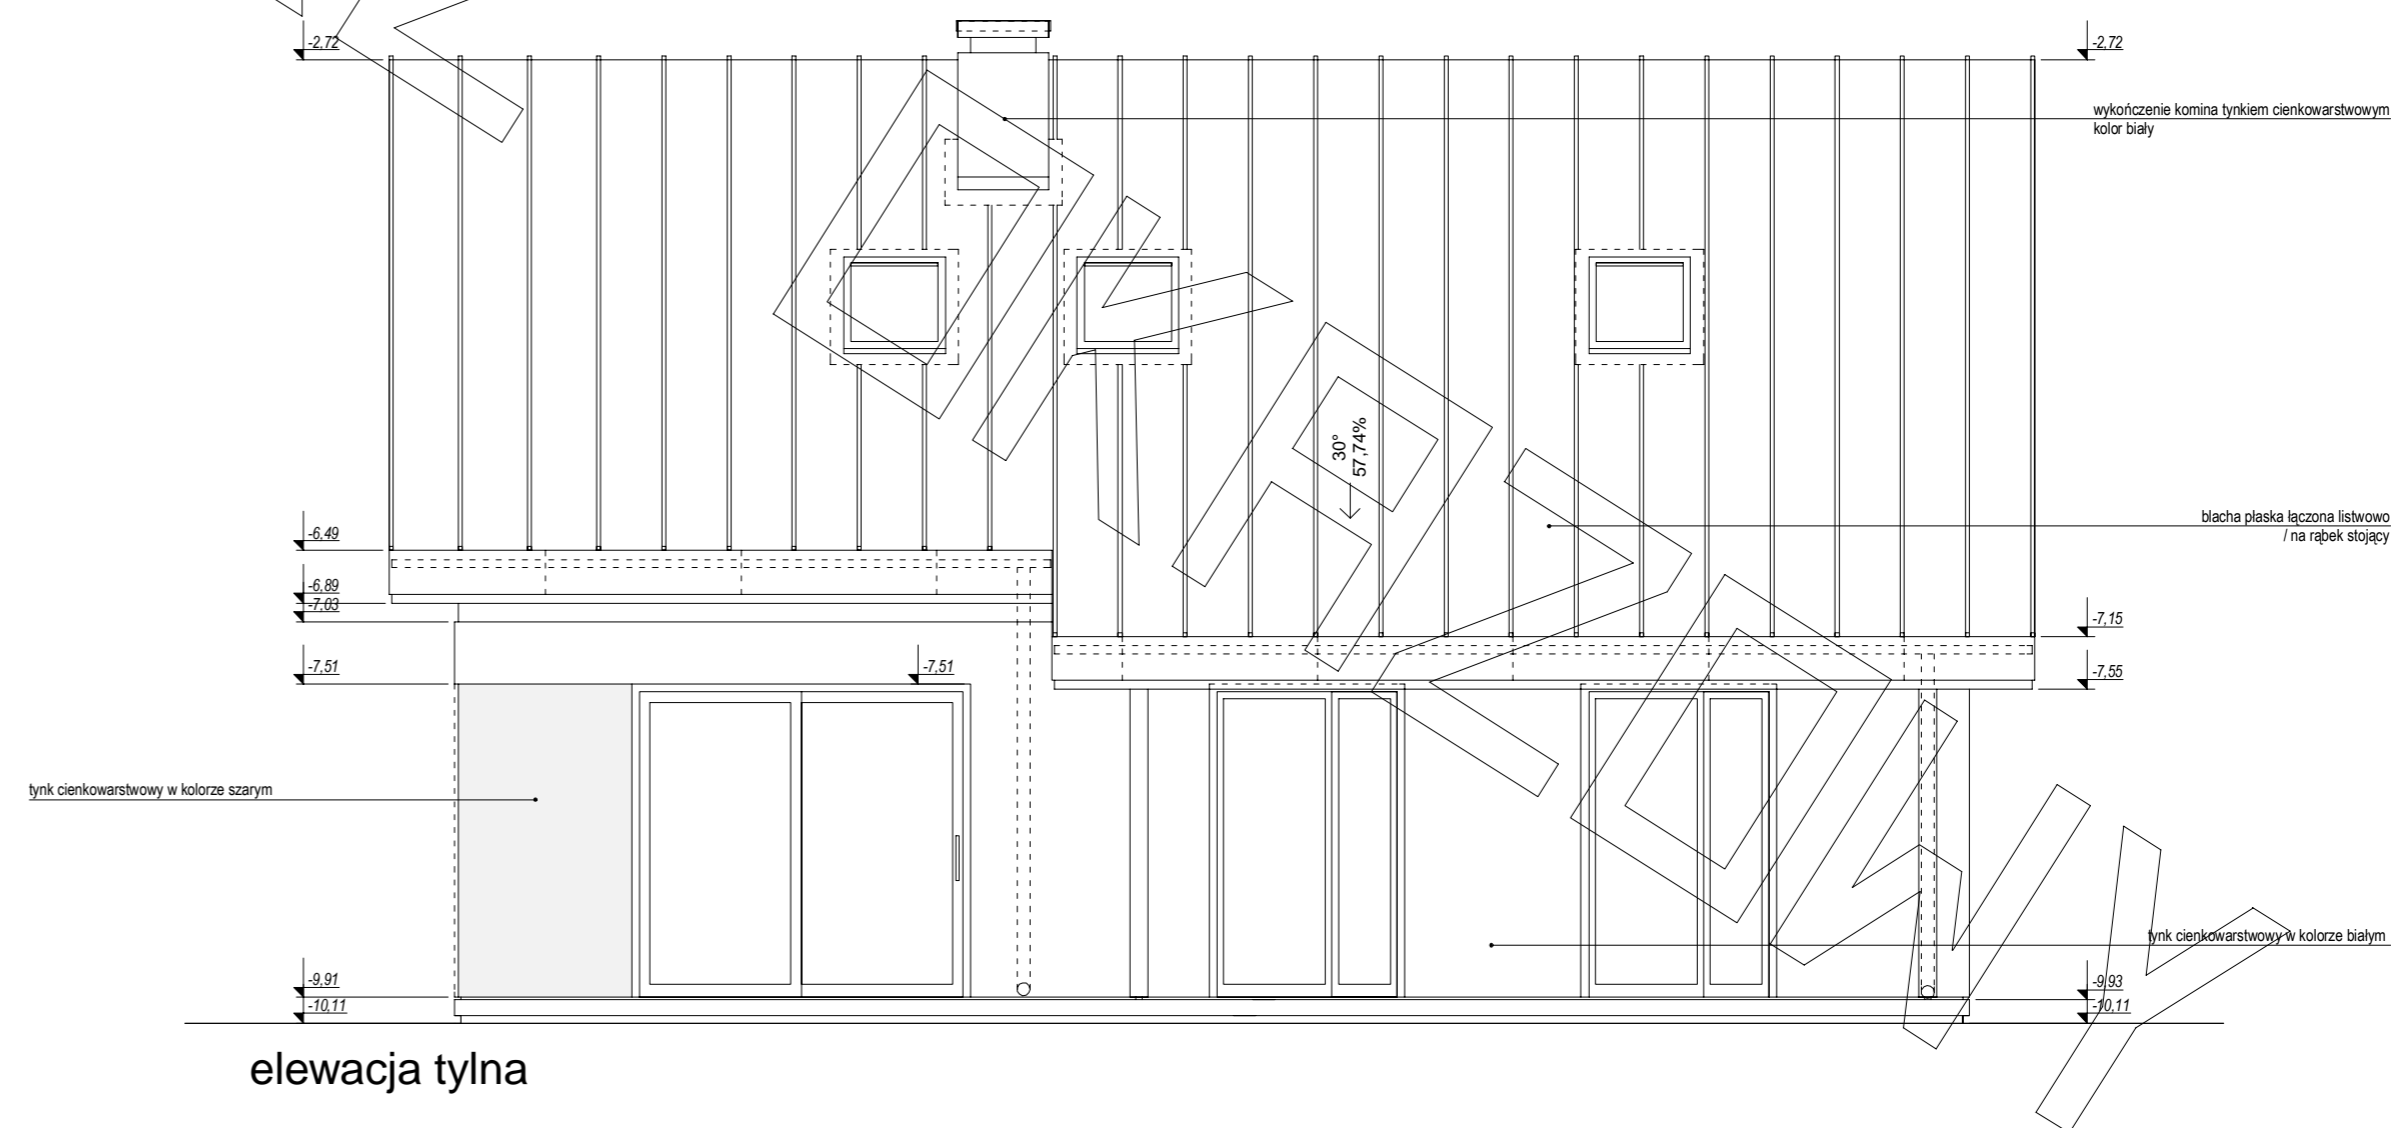 -2,72
-2,72
wykończenie komina tynkiem cienkowarstwowym
kolor biały
30°
57,74%
blacha płaska łączona listwowo
/ na rąbek stojący
-6,49
-6,89
-7,03
-7,15
-7,51
-7,51
-7,55
tynk cienkowarstwowy w kolorze szarym
tynk cienkowarstwowy w kolorze białym
-9,91
-9,93
-10,11
-10,11
elewacja tylna